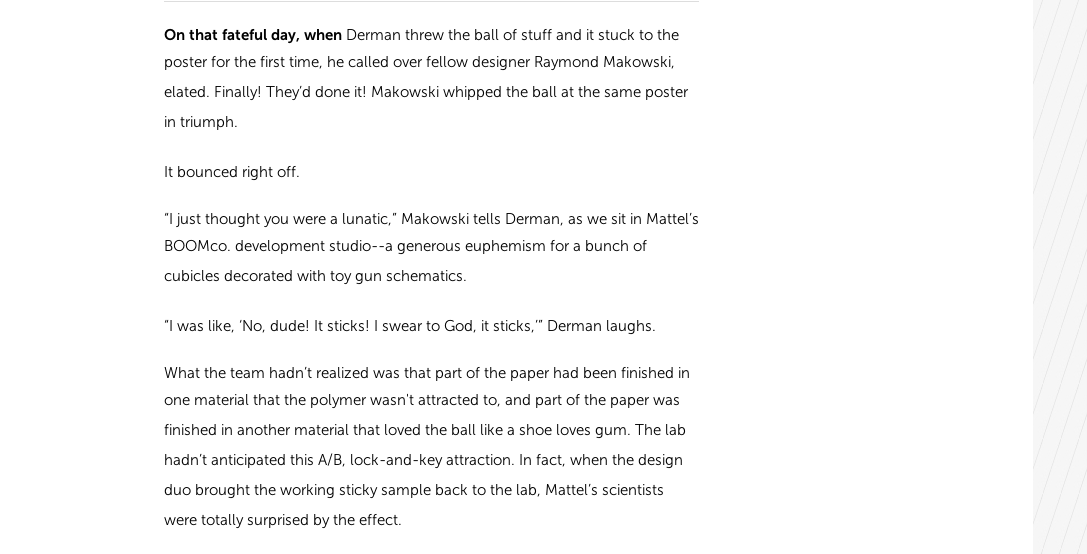 On that fateful day, when Derman threw the ball of stuff and it stuck to the
poster for the first time, he called over fellow designer Raymond Makowski,
elated. Finally! They’d done it! Makowski whipped the ball at the same poster
in triumph.
It bounced right off.
“I just thought you were a lunatic,” Makowski tells Derman, as we sit in Mattel’s
BOOMco. development studio--a generous euphemism for a bunch of
cubicles decorated with toy gun schematics.
“I was like, ‘No, dude! It sticks! I swear to God, it sticks,’” Derman laughs.
What the team hadn’t realized was that part of the paper had been finished in
one material that the polymer wasn't attracted to, and part of the paper was
finished in another material that loved the ball like a shoe loves gum. The lab
hadn’t anticipated this A/B, lock-and-key attraction. In fact, when the design
duo brought the working sticky sample back to the lab, Mattel’s scientists
were totally surprised by the effect.